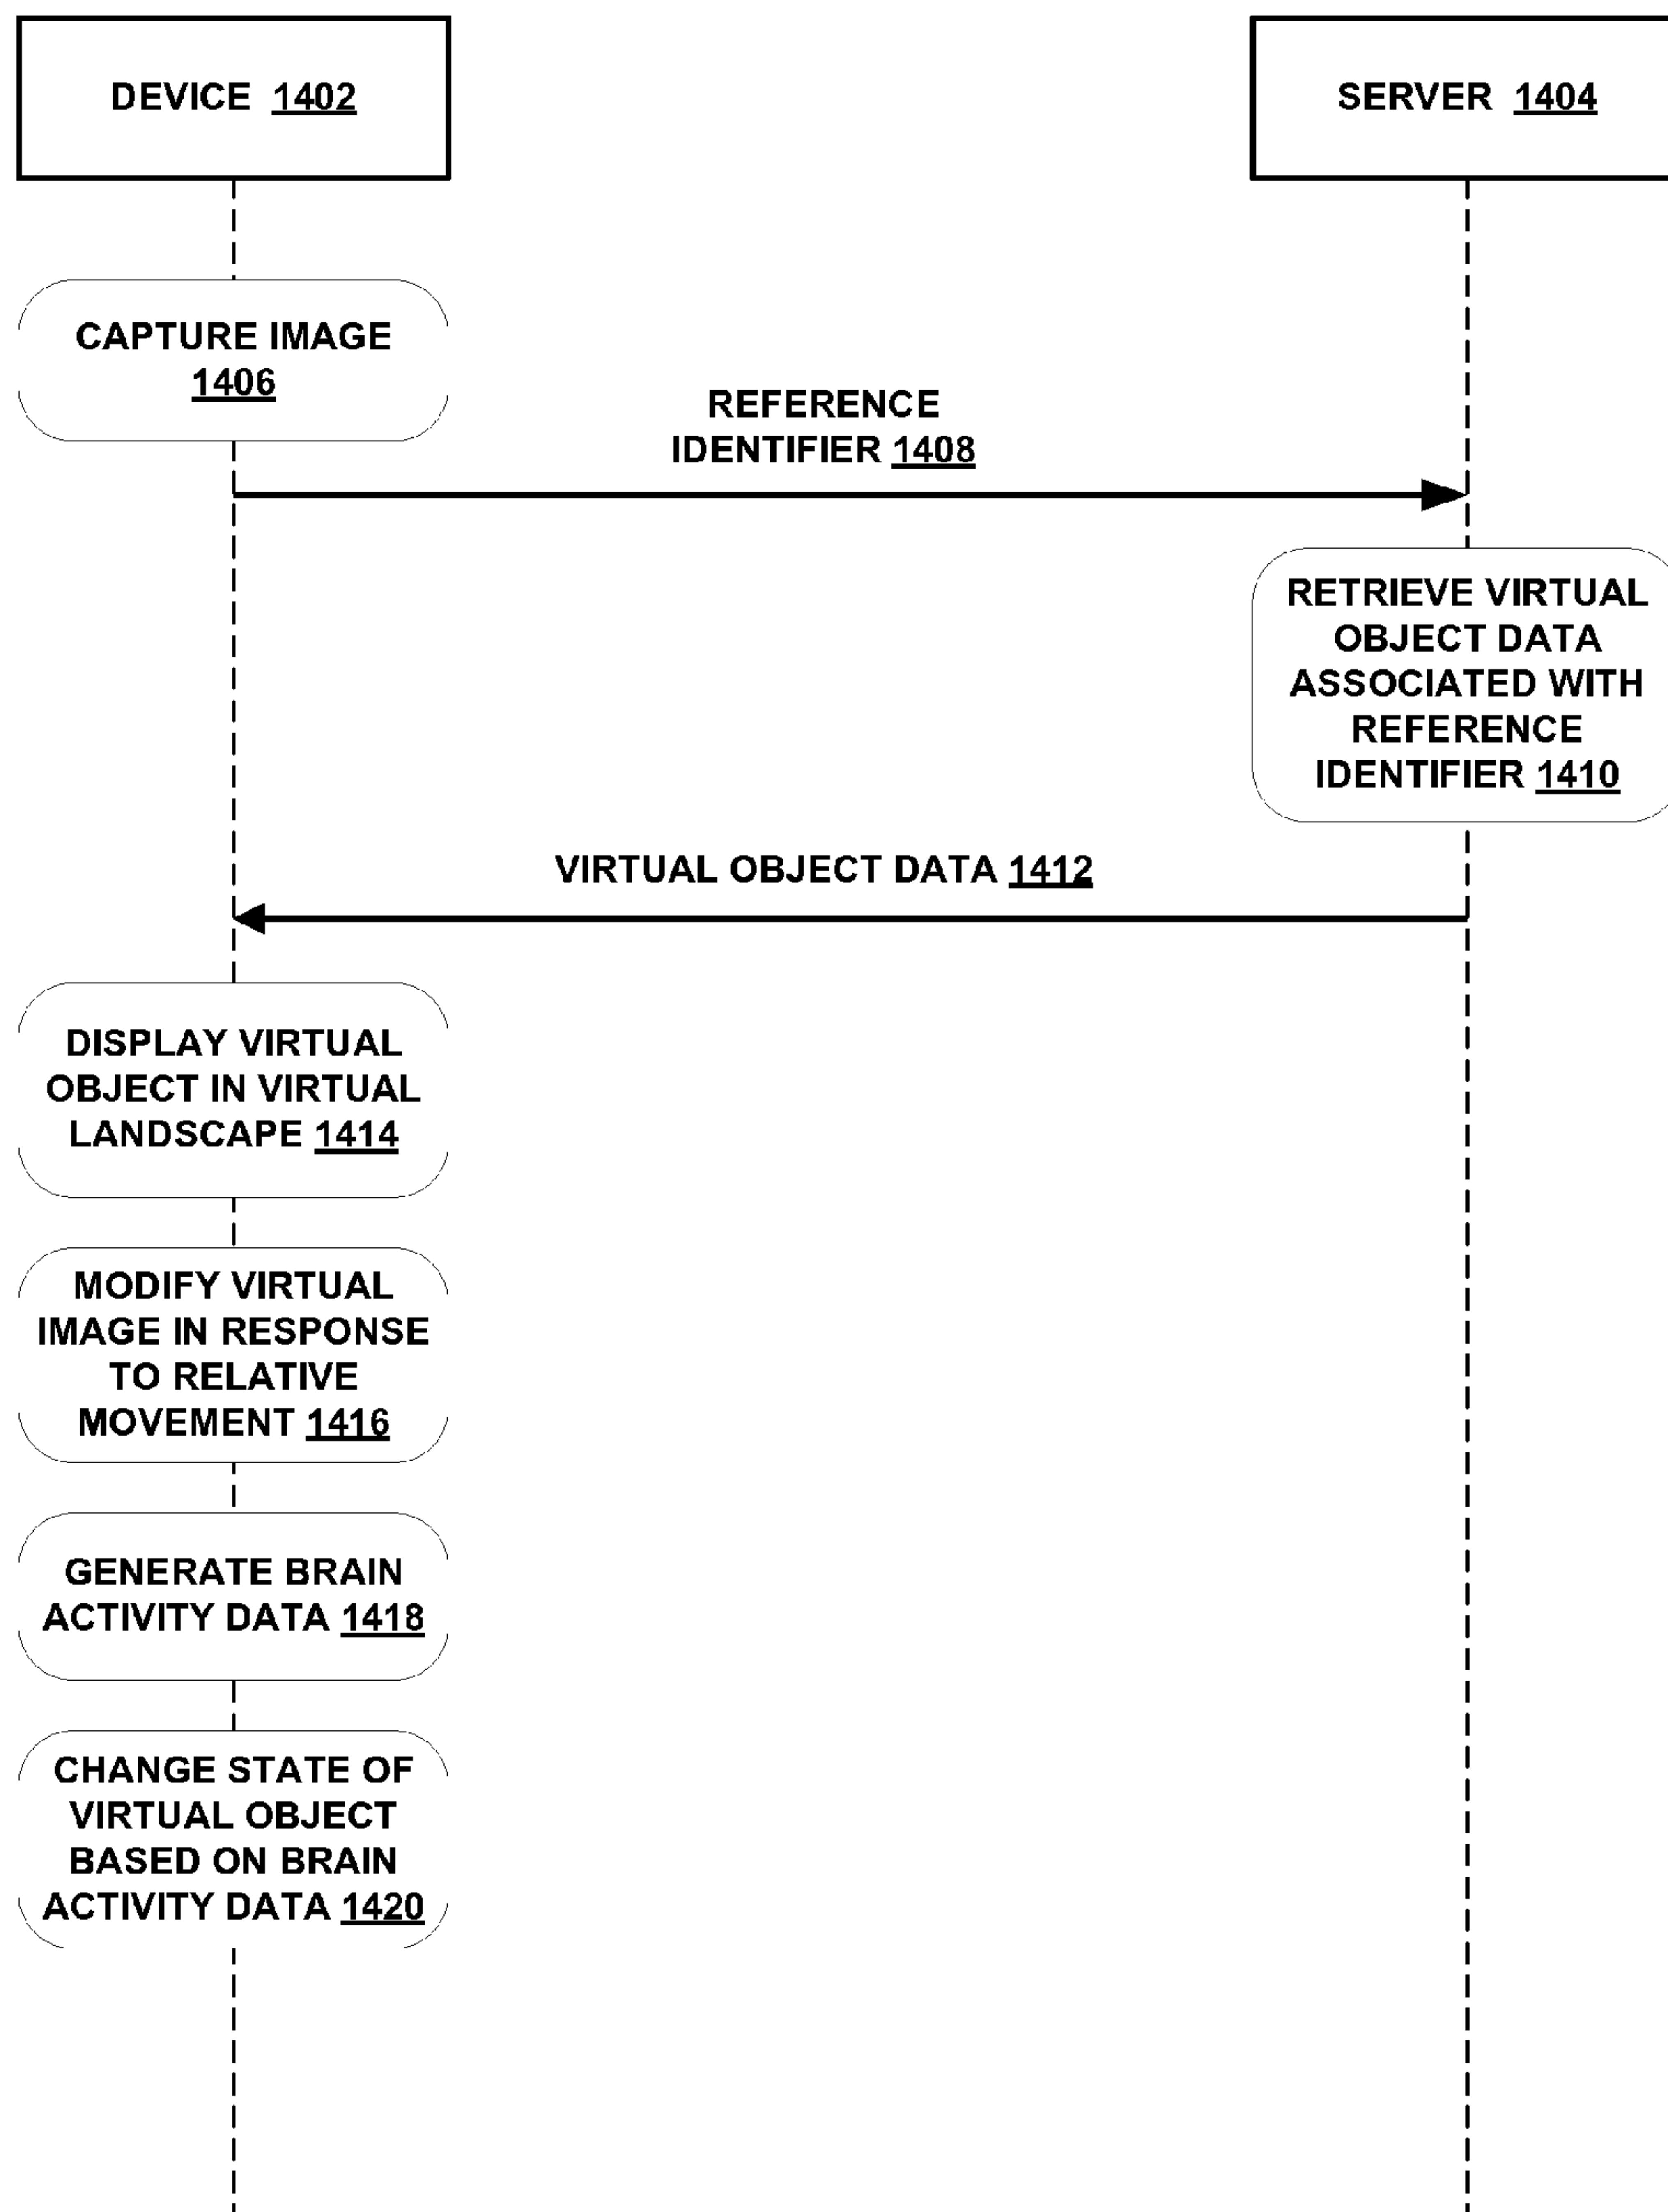 DEVICE 1402
SERVER 1404
CAPTURE IMAGE
1406
REFERENCE
IDENTIFIER 1408
RETRIEVE VIRTUAL
OBJECT DATA
ASSOCIATED WITH
REFERENCE
IDENTIFIER 1410
VIRTUAL OBJECT DATA 1412
DISPLAY VIRTUAL
OBJECT IN VIRTUAL
LANDSCAPE 1414
MODIFY VIRTUAL
IMAGE IN RESPONSE
TO RELATIVE
MOVEMENT 1416
GENERATE BRAIN
ACTIVITY DATA 1418
CHANGE STATE OF
VIRTUAL OBJECT
BASED ON BRAIN
ACTIVITY DATA 1420